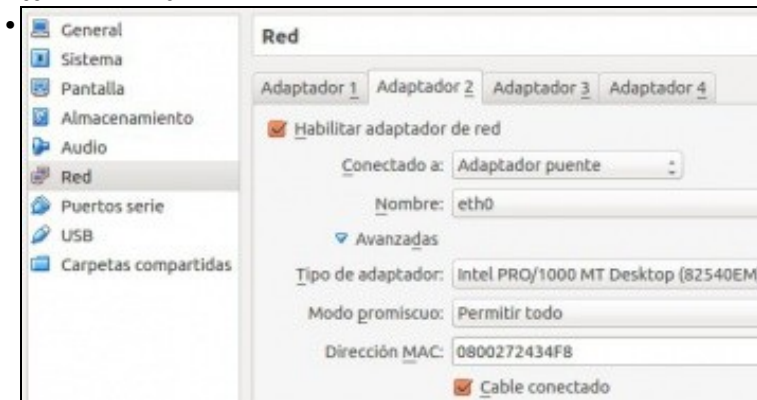 General
Sistema
Pantalla
Almacenamiento
Audio
Red
Puertos serie
USB
Carpetas compartidas
Red
Adaptador 1 Adaptador 2 Adaptador 3 Adaptador 4
Habilitar adaptador de red
Conectado a: Adaptador puente
Nombre: eth0
Avanzadas
Tipo de adaptador: Intel PRO/1000 MT Desktop (82540EM
Modo promiscuo: Permitir todo
Dirección MAC: 0800272434F8
Cable conectado